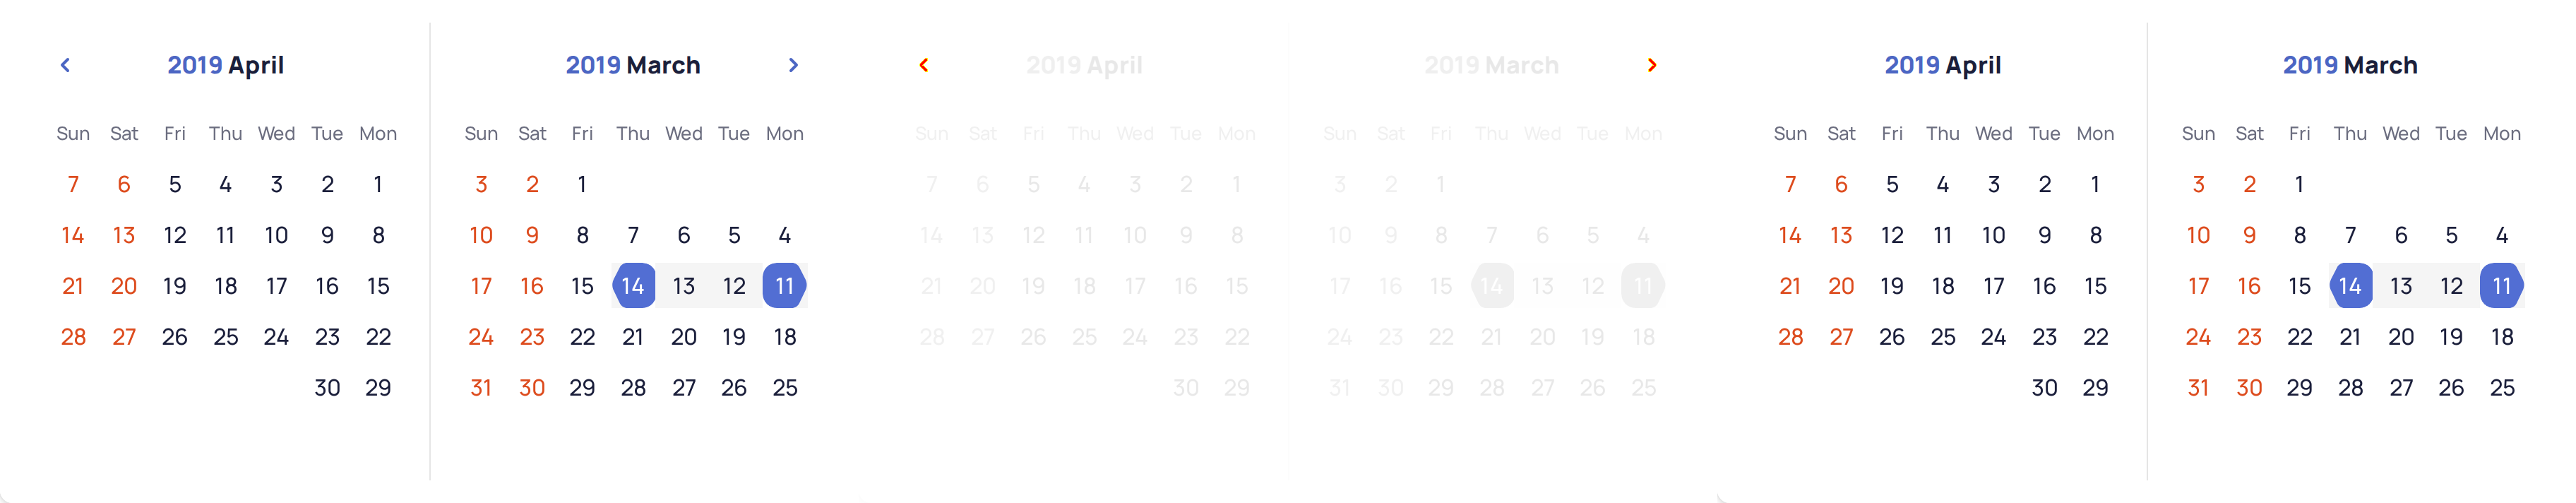 2019 April
Sun Sat Fri Thu Wed Tue Mon
7 6 5 4 3 2 1
14 13 12 11 10 9 8
21 20 19 18 17 16 15
28 27 26 25 24 23 22
30 29
2019 March
Sun Sat Fri Thu Wed Tue Mon
3 2 1
10 9 8 7 6 5 4
17 16 15 14 13 12 11
24 23 22 21 20 19 18
31 30 29 28 27 26 25
2019 April
Sun Sat Fri Thu Wed Tue Mon
7 6 5 4 3 2 1
14 13 12 11 10 9 8
21 20 19 18 17 16 15
28 27 26 25 24 23 22
30 29
2019 March
Sun Sat Fri Thu Wed Tue Mon
3 2 1
10 9 8 7 6 5 4
17 16 15 14 13 12 11
24 23 22 21 20 19 18
31 30 29 28 27 26 25
2019 April
Sun Sat Fri Thu Wed Tue Mon
7 6 5 4 3 2 1
14 13 12 11 10 9 8
21 20 19 18 17 16 15
28 27 26 25 24 23 22
30 29
2019 March
Sun Sat Fri Thu Wed Tue Mon
3 2 1
10 9 8 7 6 5 4
17 16 15 14 13 12 11
24 23 22 21 20 19 18
31 30 29 28 27 26 25